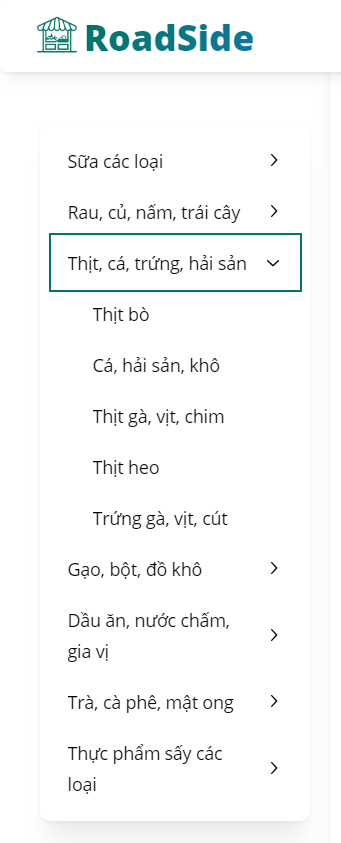 RoadSide
Sữa các loại
Rau, củ, nấm, trái cây
Thịt, cá, trứng, hải sản
Thịt bò
Cá, hải sản, khô
Thịt gà, vịt, chim
Thịt heo
Trứng gà, vịt, cút
Gạo, bột, đồ khô
Dầu ăn, nước chấm,
gia vị
Trà, cà phê, mật ong
Thực phẩm sấy các
loại